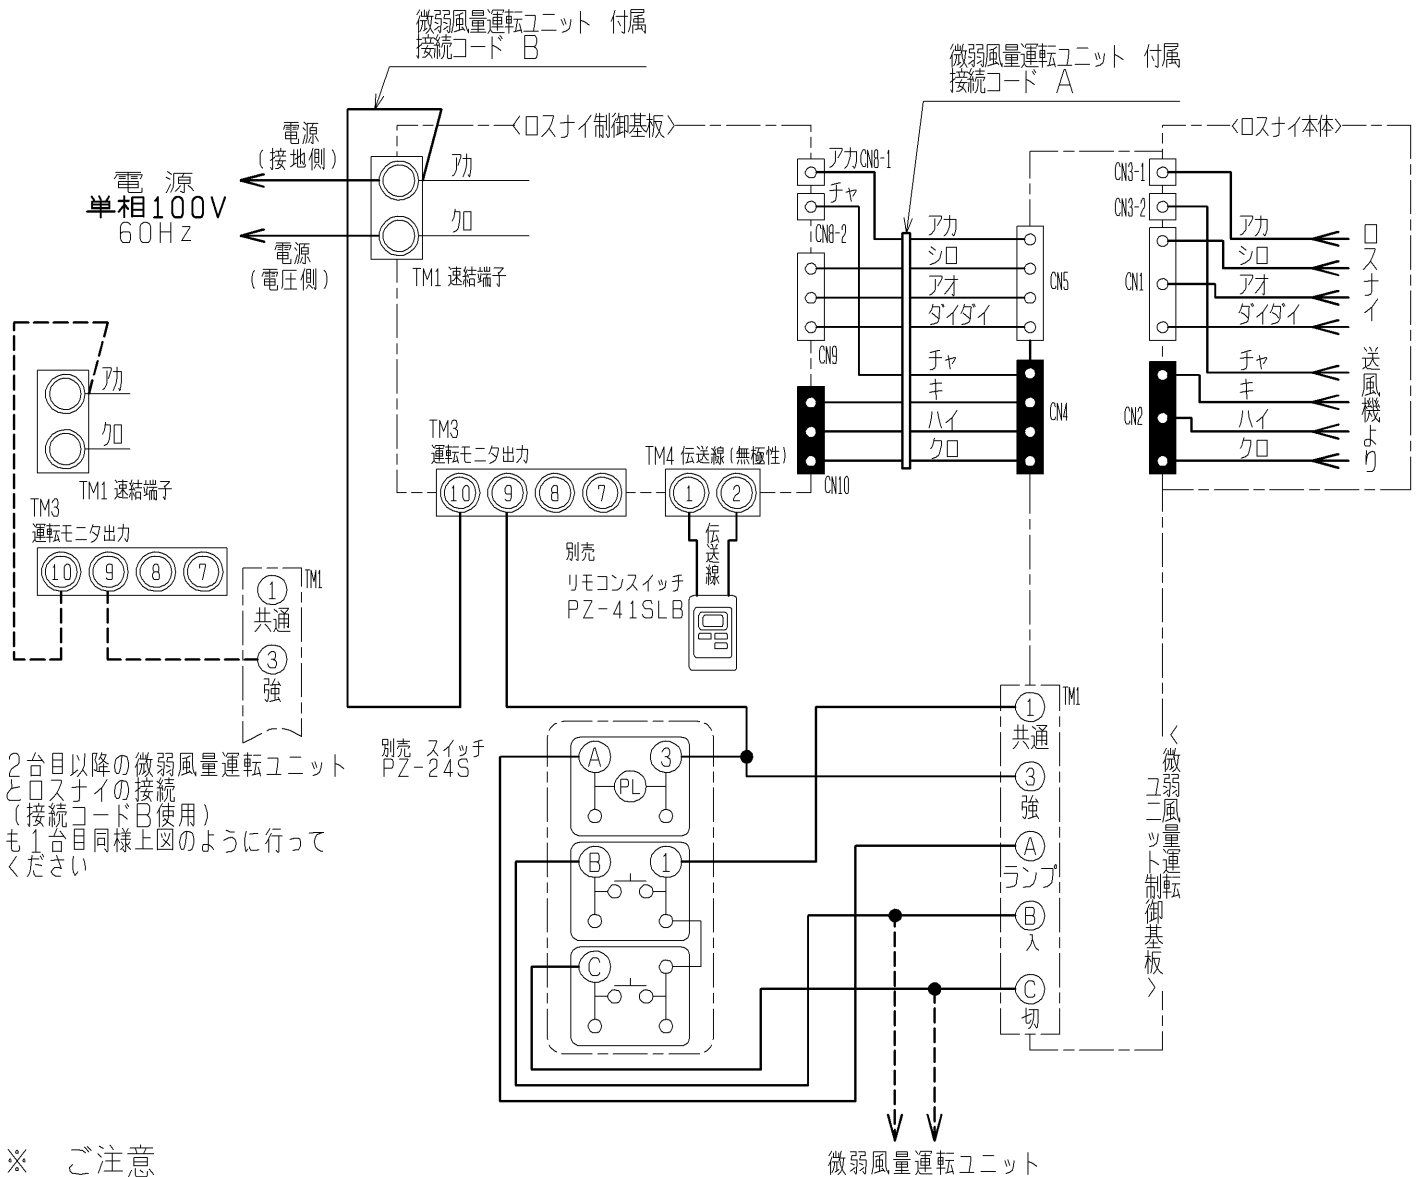 微弱風量運転ユニット 付属
接続コード B
微弱風量運転ユニット 付属
接続コード A
〈ロスナイ制御基板〉
〈ロスナイ本体〉
電源
(接地側)
アカ
電 源
単相100V
60Hz
クロ
電源
(電圧側)
TM1 速結端子
アカ CN8-1
チャ
CN8-2
CN9
CN10
アカ
シロ
アオ
ダイダイ
チャ
キ
ハイ
クロ
CN5
CN4
CN3-1
CN3-2
CN1
CN2
アカ
シロ
アオ
ダイダイ
チャ
キ
ハイ
クロ
ロスナイ 送風機より
アカ
クロ
TM1 速結端子
TM3
運転モニタ出力
10 9 8 7
TM1
1
共通
3
強
TM3
運転モニタ出力
10 9 8 7
TM4 伝送線(無極性)
1 2
伝送線
別売
リモコンスイッチ
PZ-41SLB
2台目以降の微弱風量運転ユニット
とロスナイの接続
(接続コードB使用)
も1台目同様上図のように行って
ください
別売 スイッチ
PZ-24S
A 3
PL
B 1
C
TM1
1
共通
3
強
A
ランプ
B
入
C
切
〈微弱風量運転
ユニット制御基板〉
微弱風量運転ユニット
※ ご注意